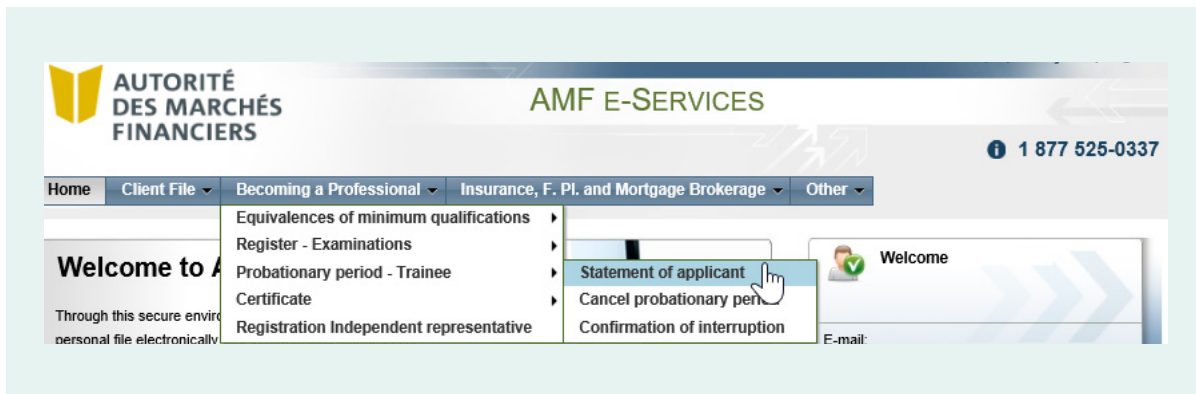 AUTORITÉ
DES MARCHÉS
FINANCIERS
AMF E-SERVICES
1 877 525-0337
Home Client File Becoming a Professional Insurance, F. Pl. and Mortgage Brokerage Other
Equivalences of minimum qualifications
Register - Examinations
Probationary period - Trainee
Certificate
Registration Independent representative
Statement of applicant
Cancel probationary
Confirmation of interruption
Welcome to
Through this secure
personal file electronically
Welcome
E-mail: